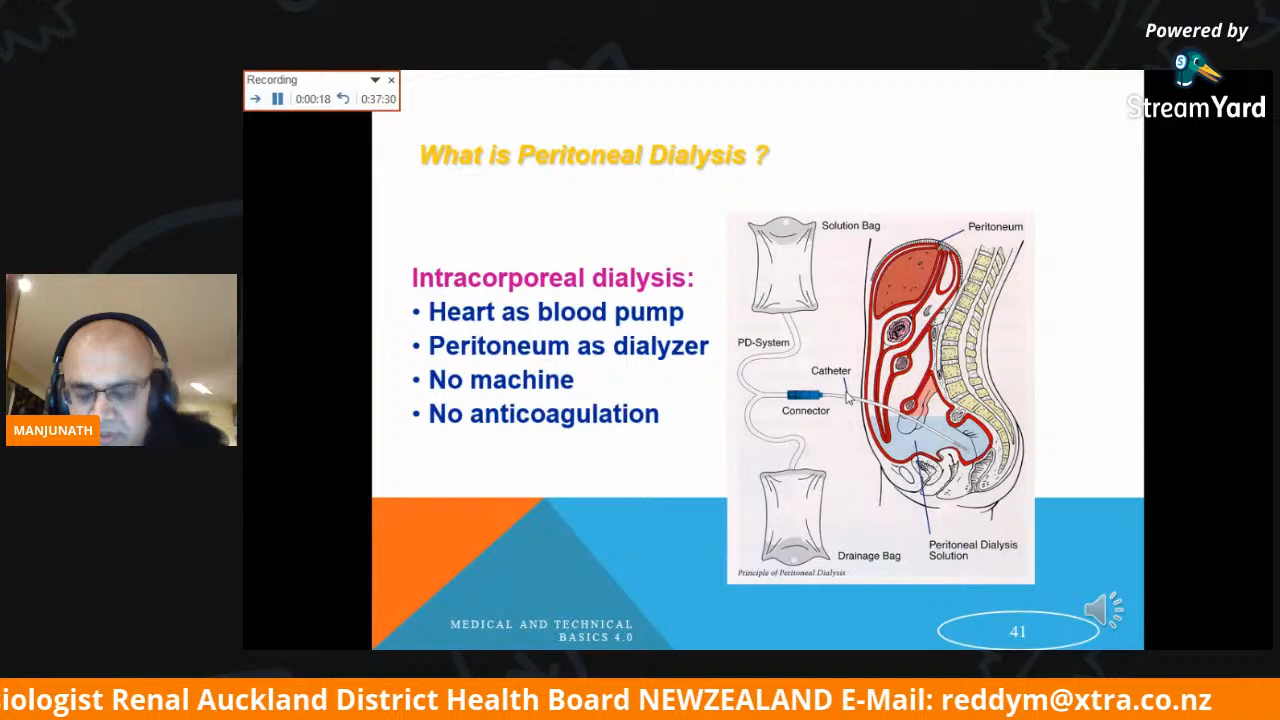 Powered by
StreamYard
Recording
0:00:18 0:37:30
What is Peritoneal Dialysis ?
Intracorporeal dialysis:
• Heart as blood pump
• Peritoneum as dialyzer
• No machine
• No anticoagulation
Solution Bag
Peritoneum
PD-System
Catheter
Connector
Peritoneal Dialysis
Solution
Drainage Bag
Principle of Peritoneal Dialysis
MEDICAL AND TECHNICAL
BASICS 4.0
41
MANJUNATH
siologist Renal Auckland District Health Board NEWZEALAND E-Mail: reddym@xtra.co.nz